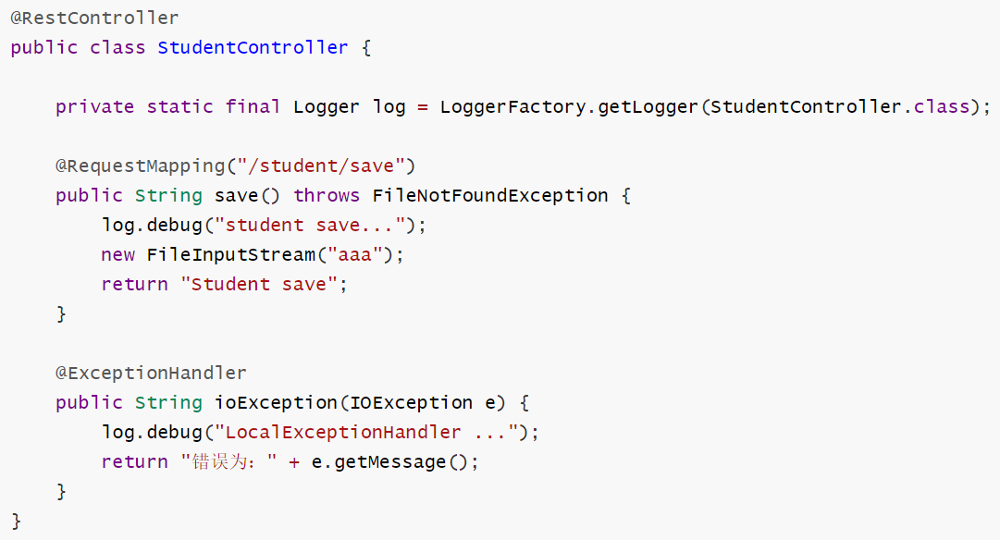 @RestController
public class StudentController {
    private static final Logger log = LoggerFactory.getLogger(StudentController.class);
    @RequestMapping("/student/save")
    public String save() throws FileNotFoundException {
        log.debug("student save...");
        new FileInputStream("aaa");
        return "Student save";
    }
    @ExceptionHandler
    public String ioException(IOException e) {
        log.debug("LocalExceptionHandler ...");
        return "错误为：" + e.getMessage();
    }
}